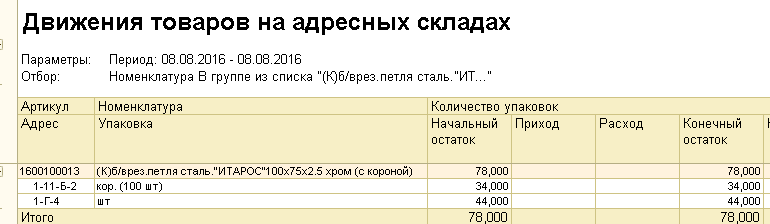 Движения товаров на адресных складах
Параметры: Период: 08.08.2016 - 08.08.2016
Отбор: Номенклатура В группе из списка "(К)б/врез.петля сталь."ИТ..."
Артикул Номенклатура Количество упаковок
Адрес Упаковка Начальный остаток Приход Расход Конечный остаток
1600100013 (К)б/врез.петля сталь."ИТАРОС"100х75х2.5 хром (с короной) 78,000 78,000
1-11-Б-2 кор. (100 шт) 34,000 34,000
1-Г-4 шт 44,000 44,000
Итого 78,000 78,000